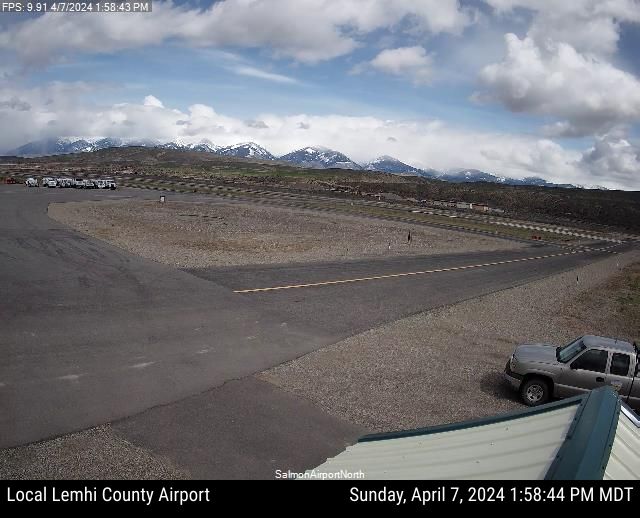 FPS: 9.91 4/7/2024 1:58:43 PM
SalmonAirportNorth
Local Lemhi County Airport Sunday, April 7, 2024 1:58:44 PM MDT